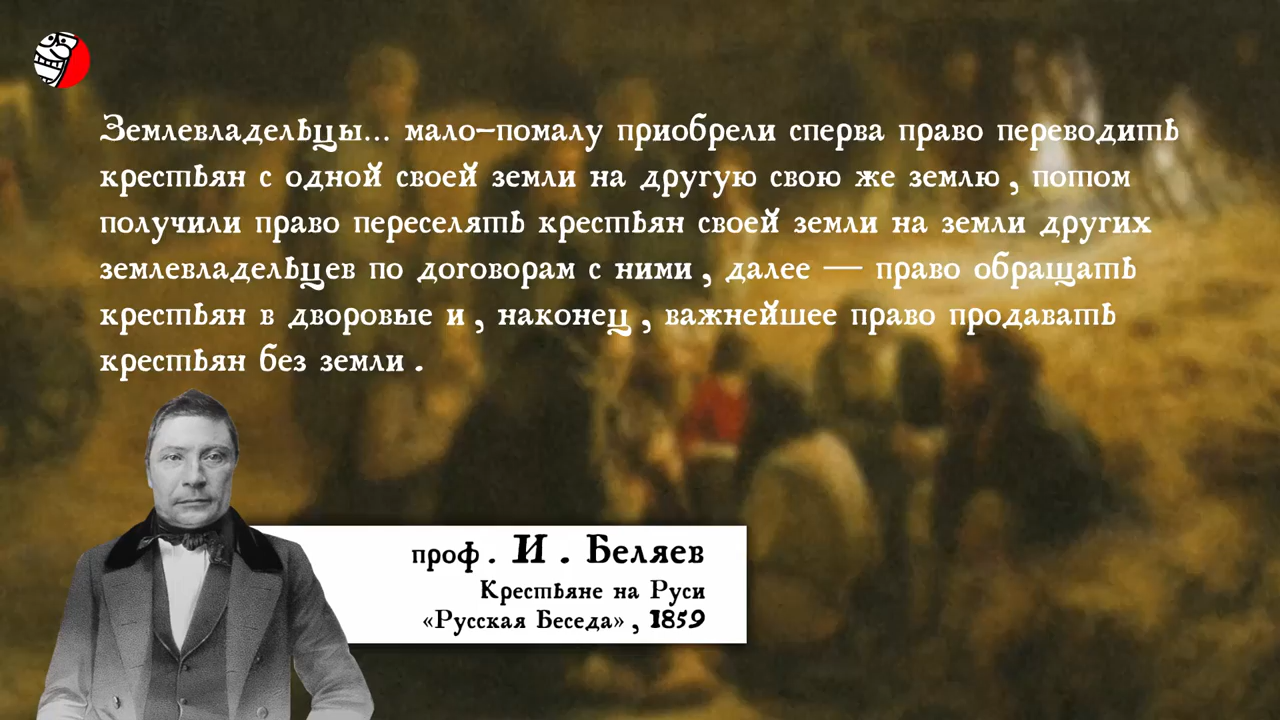 Землевладельцы... мало-помалу приобрели сперва право переводить
крестьян с одной своей земли на другую свою же землю, потом
получили право переселять крестьян своей земли на земли других
землевладельцев по договорам с ними, далее — право обращать
крестьян в дворовые и, наконец, важнейшее право продавать
крестьян без земли.
проф. И. Беляев
Крестьяне на Руси
«Русская Беседа», 1859